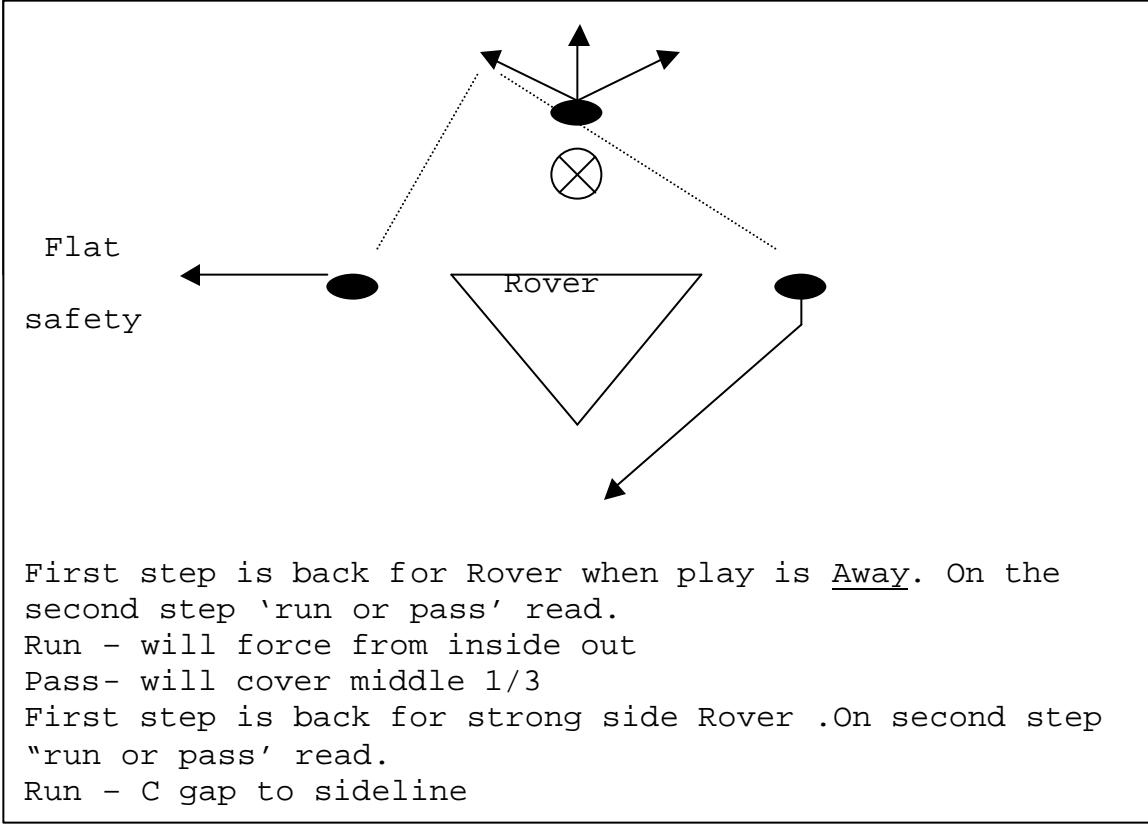 Flat
Rover
safety
First step is back for Rover when play is Away. On the
second step ‘run or pass’ read.
Run – will force from inside out
Pass- will cover middle 1/3
First step is back for strong side Rover .On second step
“run or pass’ read.
Run – C gap to sideline